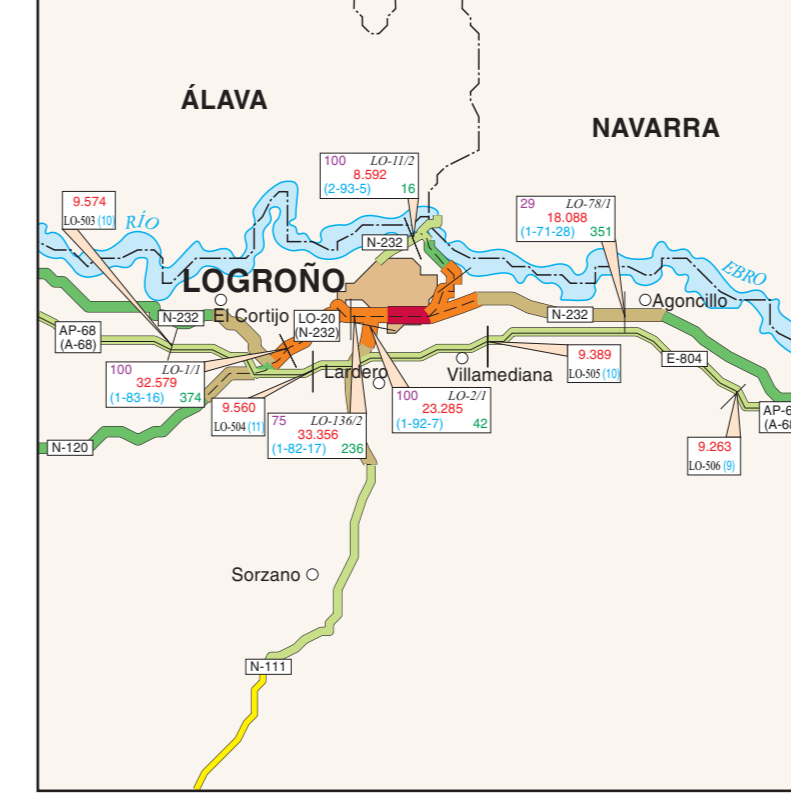 ÁLAVA
NAVARRA
100 LO-11/2
8.592
(2-93-5) 16
9.574
LO-503 (10)
RÍO
29 LO-78/1
18.088
(1-71-28) 351
N-232
EBRO
LOGROÑO
Agoncillo
El Cortijo
N-232
LO-20
(N-232)
N-232
AP-68
(A-68)
E-804
100 LO-1/1
32.579
(1-83-16) 374
Lardero
Villamediana
9.389
LO-505 (10)
9.560
LO-504 (11)
75 LO-136/2
33.356
(1-82-17) 236
100 LO-2/1
23.285
(1-92-7) 42
AP-6
(A-68
N-120
9.263
LO-506 (9)
Sorzano
N-111